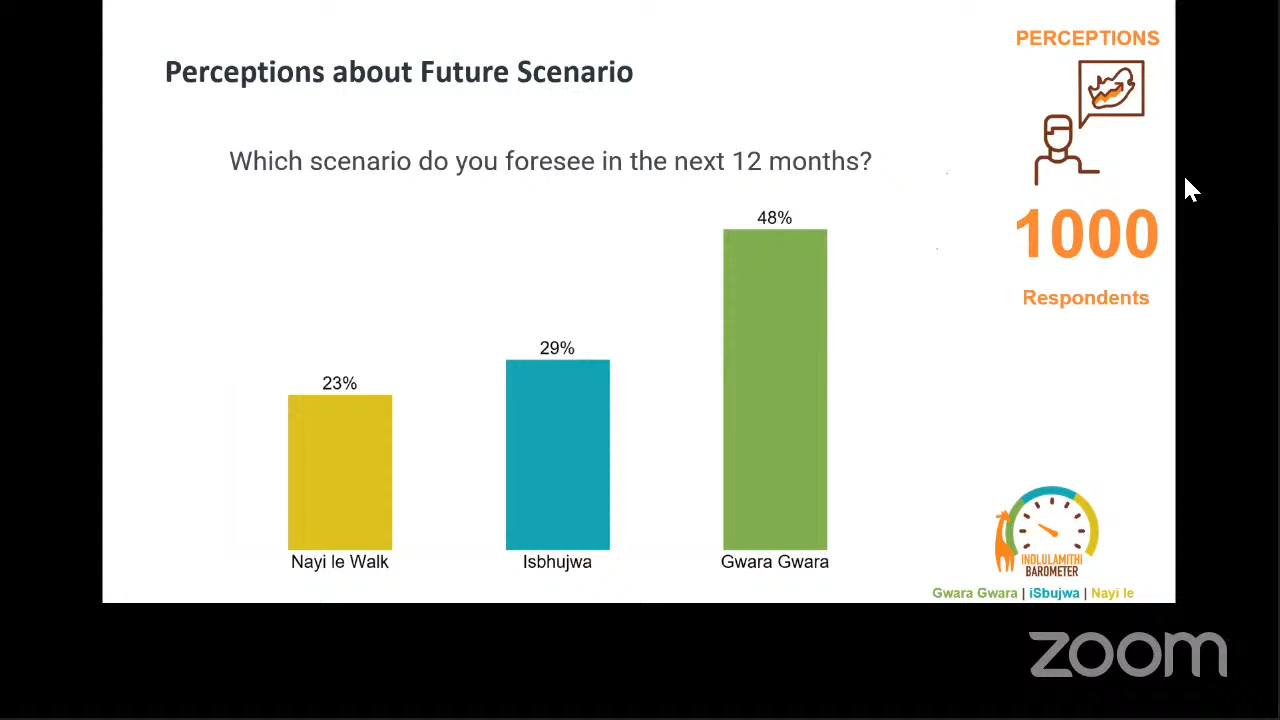 PERCEPTIONS
Perceptions about Future Scenario
Which scenario do you foresee in the next 12 months?
1000
Respondents
48%
29%
23%
Nayi le Walk
Isbhujwa
Gwara Gwara
INDLULAMITHI
BAROMETER
Gwara Gwara | iSbujwa | Nayi le
zoom